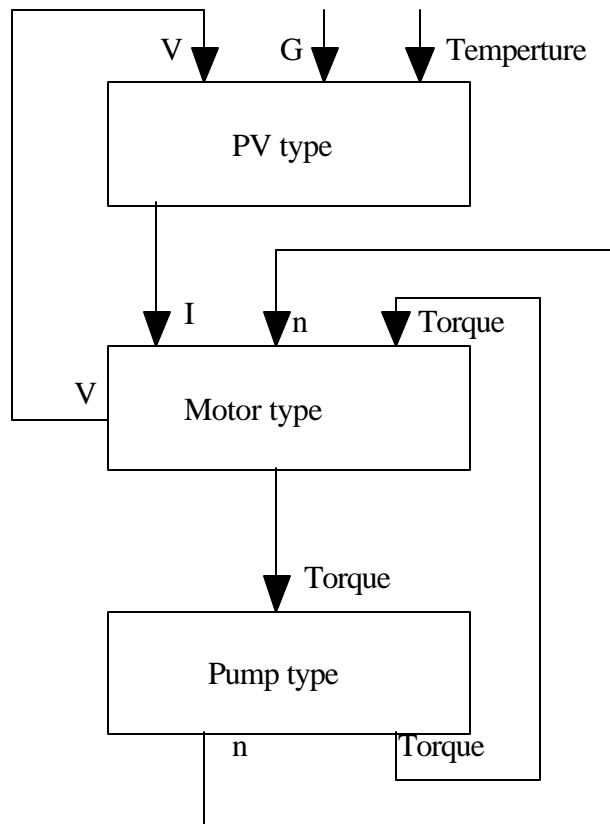 V G Temperture
PV type
I n Torque
V
Motor type
Torque
Pump type
n Torque